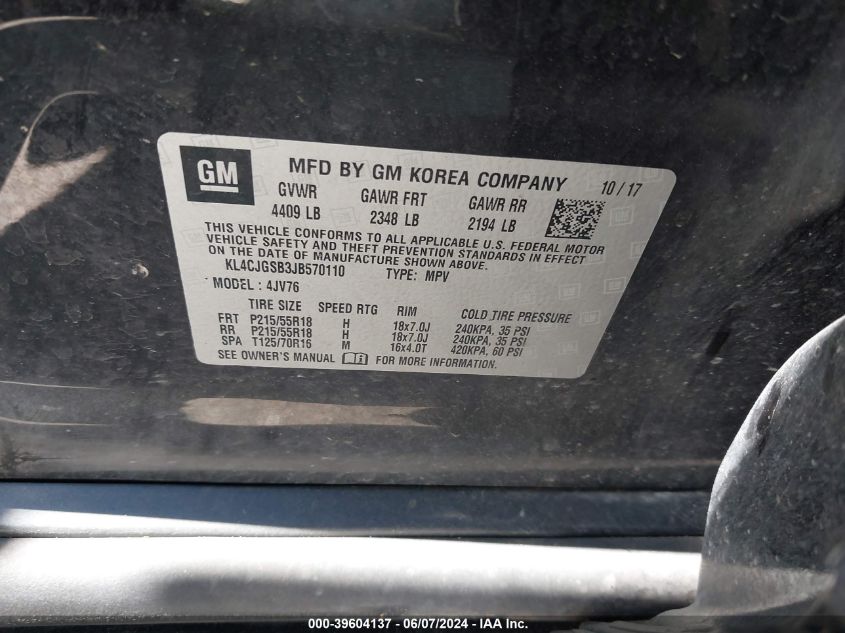 GM
MFD BY GM KOREA COMPANY 10 / 17
GVWR GAWR FRT GAWR RR
4409 LB 2348 LB 2194 LB
THIS VEHICLE CONFORMS TO ALL APPLICABLE U.S. FEDERAL MOTOR
VEHICLE SAFETY AND THEFT PREVENTION STANDARDS IN EFFECT
ON THE DATE OF MANUFACTURE SHOWN ABOVE.
KL4CJGSB3JB570110 TYPE: MPV
MODEL : 4JV76
TIRE SIZE SPEED RTG RIM COLD TIRE PRESSURE
FRT P215/55R18 H 18x7.0J 240KPA, 35 PSI
RR P215/55R18 H 18x7.0J 240KPA, 35 PSI
SPA T125/70R16 M 16x4.0T 420KPA, 60 PSI
SEE OWNER'S MANUAL FOR MORE INFORMATION.
000-39604137 - 06/07/2024 - IAA Inc.